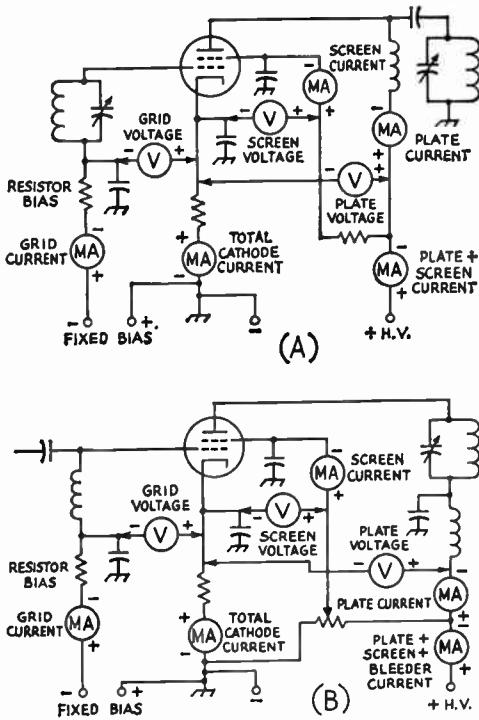 SCREEN
CURRENT
MA
-
+
GRID
VOLTAGE
- V +
- V +
SCREEN
VOLTAGE
MA
-
+
PLATE
CURRENT
- V +
PLATE
VOLTAGE
RESISTOR
BIAS
-
GRID
CURRENT
MA
+
+
MA
-
TOTAL
CATHODE
CURRENT
-
MA
+
PLATE +
SCREEN
CURRENT
- +
FIXED BIAS.
-
(A)
+ H.V.
-
MA
+
SCREEN
CURRENT
GRID
VOLTAGE
- V +
- V +
SCREEN
VOLTAGE
PLATE
VOLTAGE
- V +
RESISTOR
BIAS
-
GRID
CURRENT
MA
+
+
MA
-
TOTAL
CATHODE
CURRENT
-
MA
+
PLATE CURRENT
-
MA
+
PLATE +
SCREEN +
BLEEDER
CURRENT
- +
FIXED BIAS
-
(B)
+ H.V.